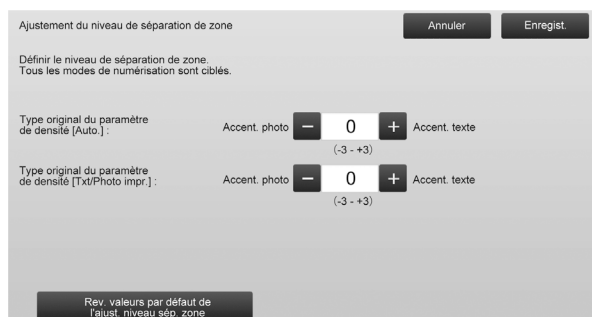 Ajustement du niveau de séparation de zone
Annuler
Enregist.
Définir le niveau de séparation de zone.
Tous les modes de numérisation sont ciblés.
Type original du paramètre
de densité [Auto.] :
Accent. photo − 0 + Accent. texte
(-3 - +3)
Type original du paramètre
de densité [Txt/Photo impr.] :
Accent. photo − 0 + Accent. texte
(-3 - +3)
Rev. valeurs par défaut de
l'ajust. niveau sép. zone